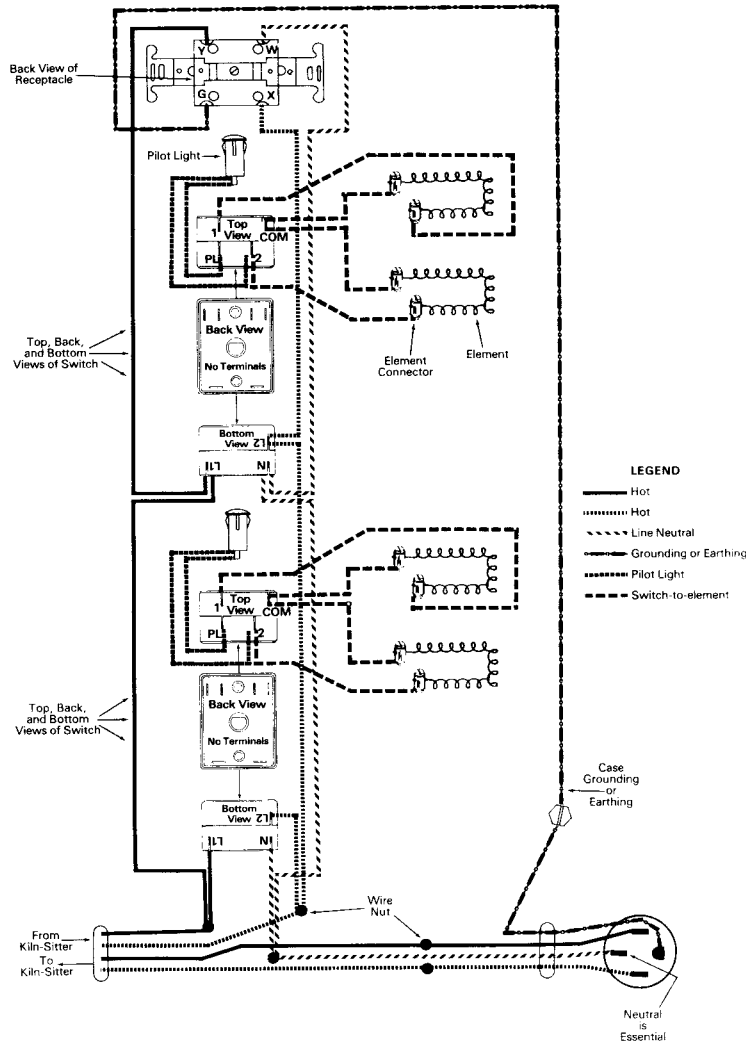 Y
W
Back View of
Receptacle
G
X
Pilot Light
1
Top
View
COM
PL
2
Back View
No Terminals
Top, Back,
and Bottom
Views of Switch
Element
Connector
Element
Bottom
View
L2
L1
N
LEGEND
Hot
Hot
Line Neutral
Grounding or Earthing
Pilot Light
Switch-to-element
1
Top
View
COM
PL
2
Back View
No Terminals
Top, Back,
and Bottom
Views of Switch
Bottom
View
L2
L1
N
Case
Grounding
or
Earthing
Wire
Nut
From
Kiln-Sitter
To
Kiln-Sitter
Neutral
is
Essential